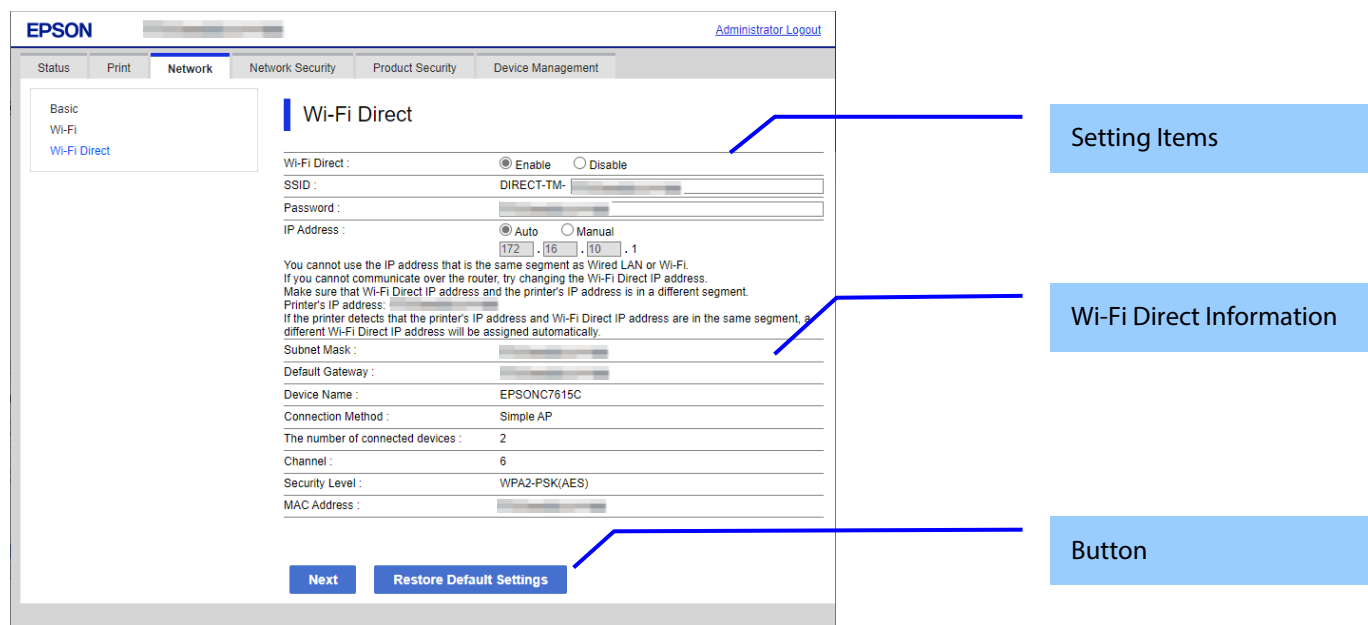 EPSON
Administrator Logout
Status Print Network Network Security Product Security Device Management
Basic
Wi-Fi
Wi-Fi Direct
Wi-Fi Direct
Wi-Fi Direct : Enable Disable
SSID : DIRECT-TM-
Password :
IP Address : Auto Manual
172 . 16 . 10 . 1
You cannot use the IP address that is the same segment as Wired LAN or Wi-Fi.
If you cannot communicate over the router, try changing the Wi-Fi Direct IP address.
Make sure that Wi-Fi Direct IP address and the printer's IP address is in a different segment.
Printer's IP address:
If the printer detects that the printer's IP address and Wi-Fi Direct IP address are in the same segment, a
different Wi-Fi Direct IP address will be assigned automatically.
Subnet Mask :
Default Gateway :
Device Name : EPSONC7615C
Connection Method : Simple AP
The number of connected devices : 2
Channel : 6
Security Level : WPA2-PSK(AES)
MAC Address :
Next Restore Default Settings
Setting Items
Wi-Fi Direct Information
Button